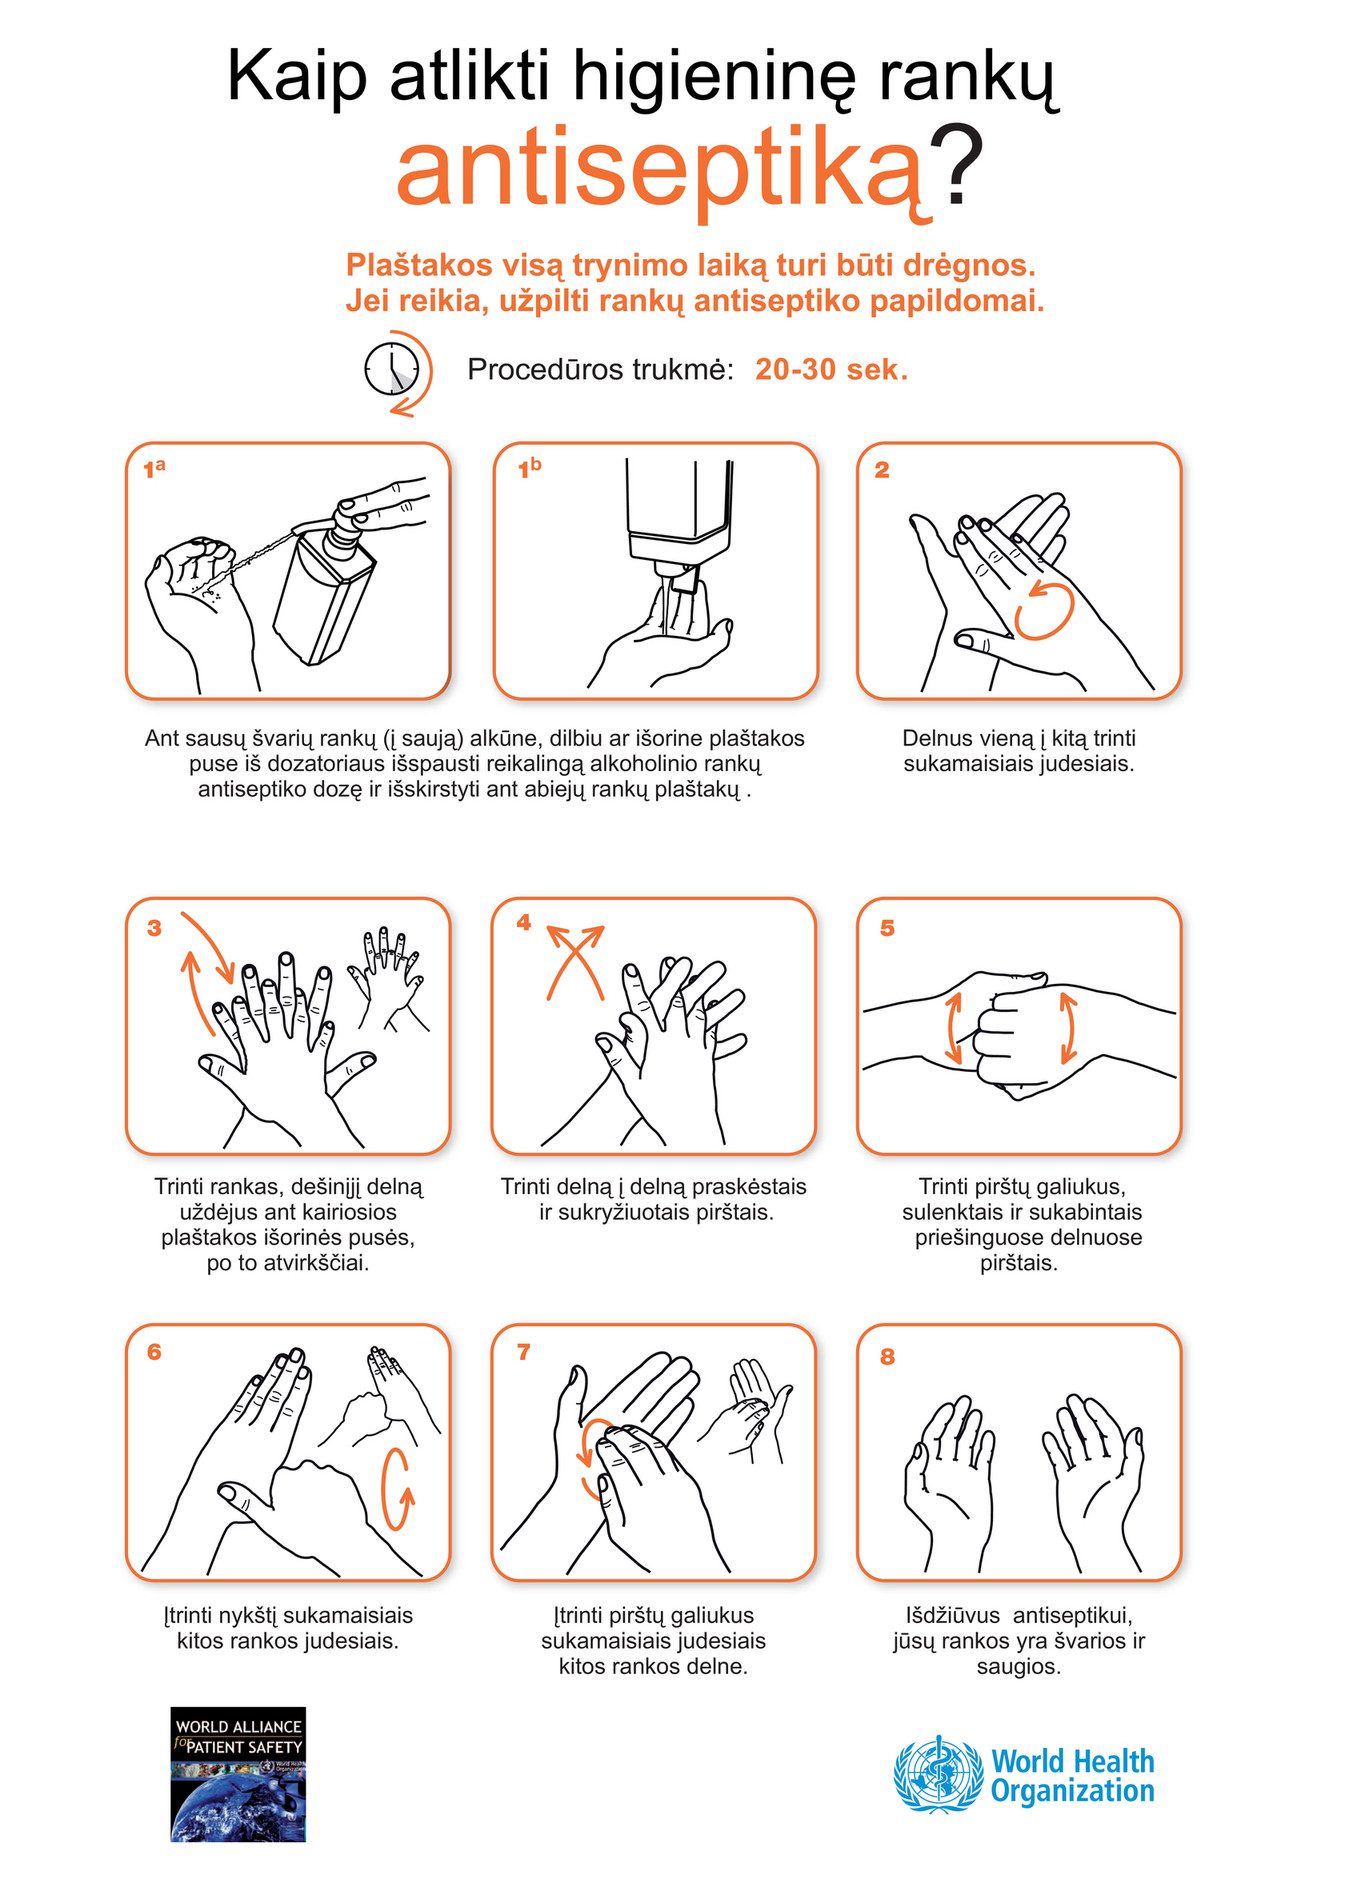 Kaip atlikti higieninę rankų
antiseptiką?
Plaštakos visą trynimo laiką turi būti drėgnos.
Jei reikia, užpilti rankų antiseptiko papildomai.
Procedūros trukmė: 20-30 sek.
1a
1b
2
Ant sausų švarių rankų (į saują) alkūne, dilbiu ar išorine plaštakos
puse iš dozatoriaus išspausti reikalingą alkoholinio rankų
antiseptiko dozę ir išskirstyti ant abiejų rankų plaštakų .
Delnus vieną į kitą trinti
sukamaisiais judesiais.
3
4
5
Trinti rankas, dešinįjį delną
uždėjus ant kairiosios
plaštakos išorinės pusės,
po to atvirkščiai.
Trinti delną į delną praskėstais
ir sukryžiuotais pirštais.
Trinti pirštų galiukus,
sulenktais ir sukabintais
priešinguose delnuose
pirštais.
6
7
8
Įtrinti nykštį sukamaisiais
kitos rankos judesiais.
Įtrinti pirštų galiukus
sukamaisiais judesiais
kitos rankos delne.
Išdžiūvus antiseptikui,
jūsų rankos yra švarios ir
saugios.
WORLD ALLIANCE
for PATIENT SAFETY
World Health
Organization
World Health
Organization